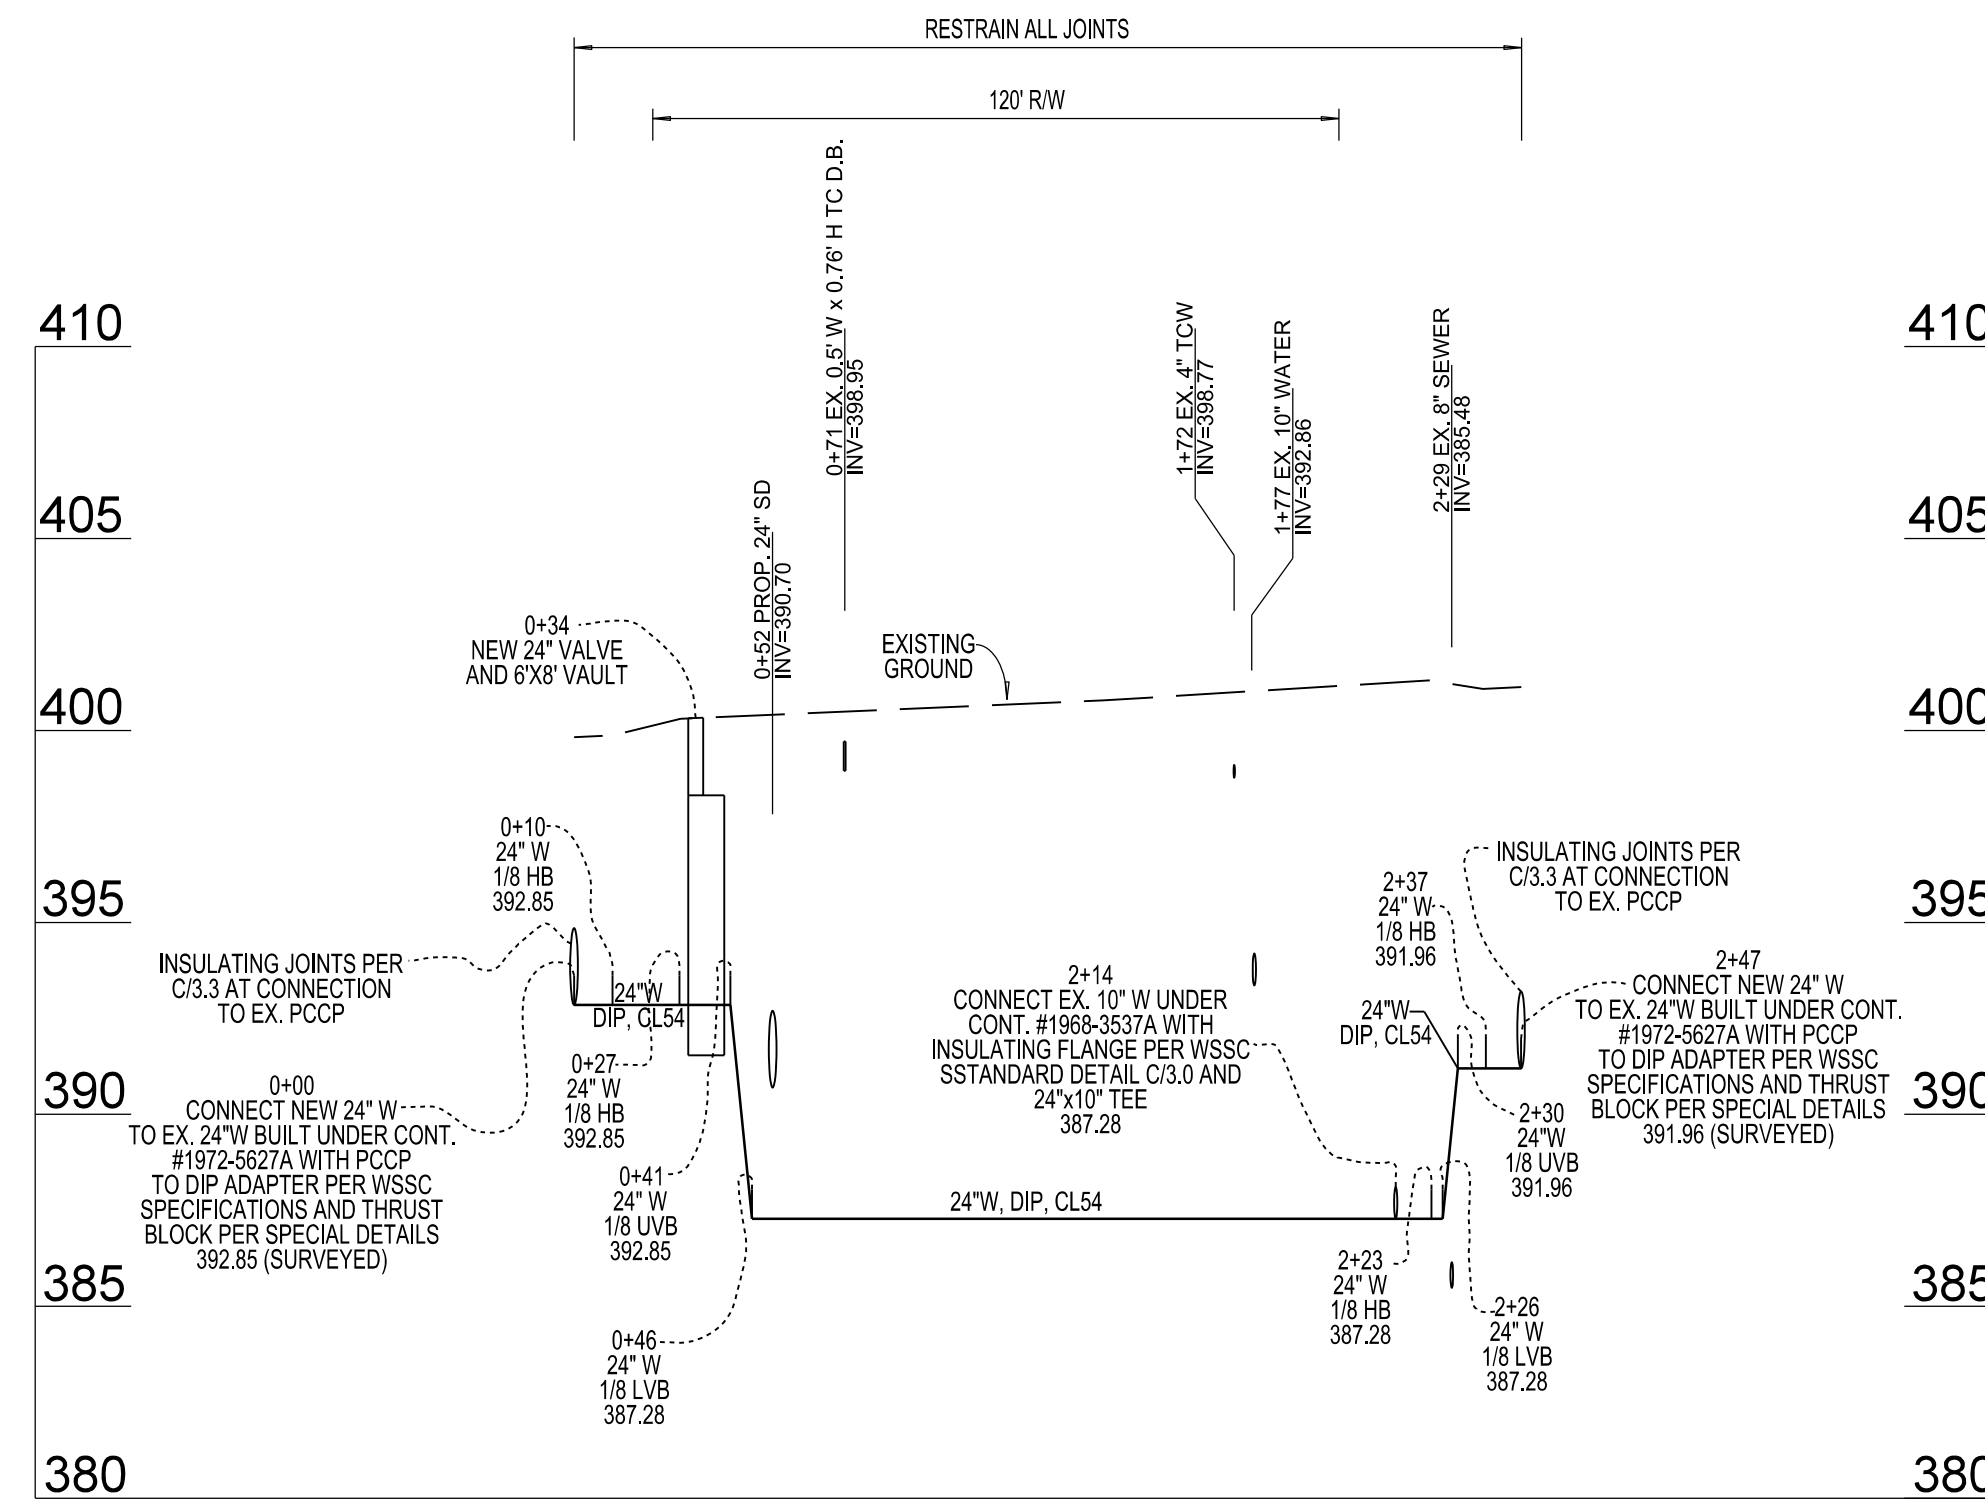 RESTRAIN ALL JOINTS
120' R/W
0+71 EX. 0.5' W x 0.76' H TC D.B.
INV=398.95
1+72 EX. 4" TCW
INV=398.77
1+77 EX. 10" WATER
INV=392.86
2+29 EX. 8" SEWER
INV=385.48
0+52 PROP. 24" SD
INV=390.70
410
405
400
395
390
385
380
410
405
400
395
390
385
380
0+34
NEW 24" VALVE
AND 6'X8' VAULT
EXISTING
GROUND
0+10
24" W
1/8 HB
392.85
INSULATING JOINTS PER
C/3.3 AT CONNECTION
TO EX. PCCP
24"W
DIP, CL54
0+00
CONNECT NEW 24" W
TO EX. 24"W BUILT UNDER CONT.
#1972-5627A WITH PCCP
TO DIP ADAPTER PER WSSC
SPECIFICATIONS AND THRUST
BLOCK PER SPECIAL DETAILS
392.85 (SURVEYED)
0+27
24" W
1/8 HB
392.85
0+41
24" W
1/8 UVB
392.85
0+46
24" W
1/8 LVB
387.28
24"W, DIP, CL54
2+14
CONNECT EX. 10" W UNDER
CONT. #1968-3537A WITH
INSULATING FLANGE PER WSSC
SSTANDARD DETAIL C/3.0 AND
24"x10" TEE
387.28
2+23
24" W
1/8 HB
387.28
2+26
24" W
1/8 LVB
387.28
24"W
DIP, CL54
2+37
24" W
1/8 HB
391.96
INSULATING JOINTS PER
C/3.3 AT CONNECTION
TO EX. PCCP
2+30
24"W
1/8 UVB
391.96
2+47
CONNECT NEW 24" W
TO EX. 24"W BUILT UNDER CONT.
#1972-5627A WITH PCCP
TO DIP ADAPTER PER WSSC
SPECIFICATIONS AND THRUST
BLOCK PER SPECIAL DETAILS
391.96 (SURVEYED)